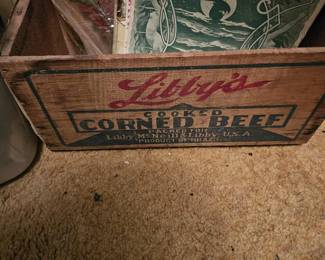 Libby's
COOKED
CORNED BEEF
PACKED FOR
Libby, McNeill & Libby, U.S.A.
PRODUCT OF BRAZIL